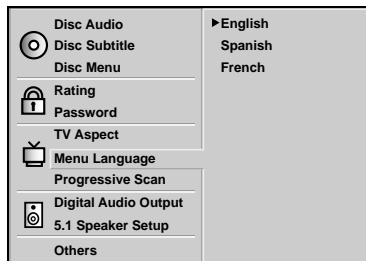 Disc Audio
Disc Subtitle
Disc Menu
Rating
Password
TV Aspect
Menu Language
Progressive Scan
Digital Audio Output
5.1 Speaker Setup
Others
English
Spanish
French